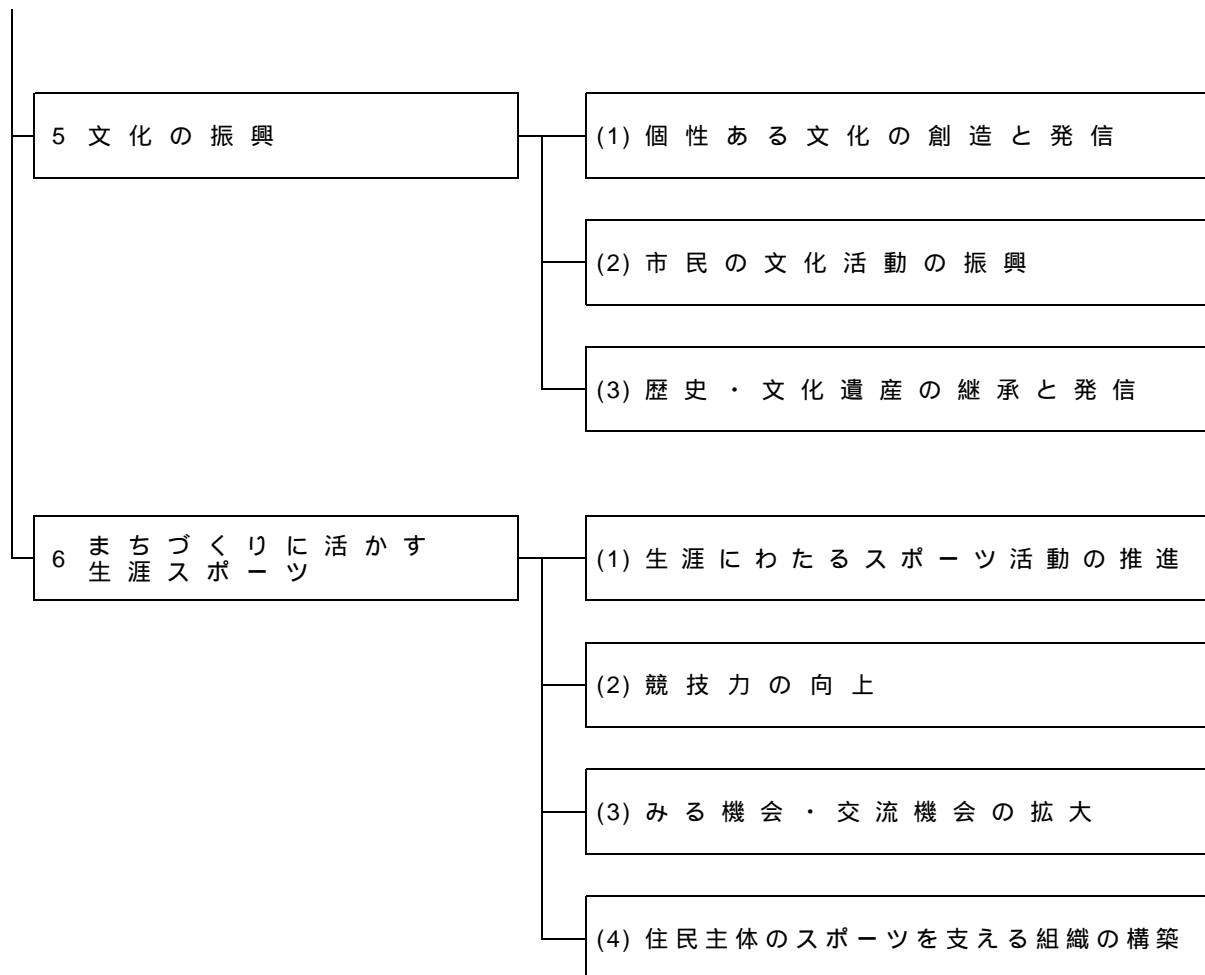 5 文化の振興
(1) 個性ある文化の創造と発信
(2) 市民の文化活動の振興
(3) 歴史・文化遺産の継承と発信
6 まちづくりに活かす
生涯スポーツ
(1) 生涯にわたるスポーツ活動の推進
(2) 競技力の向上
(3) みる機会・交流機会の拡大
(4) 住民主体のスポーツを支える組織の構築